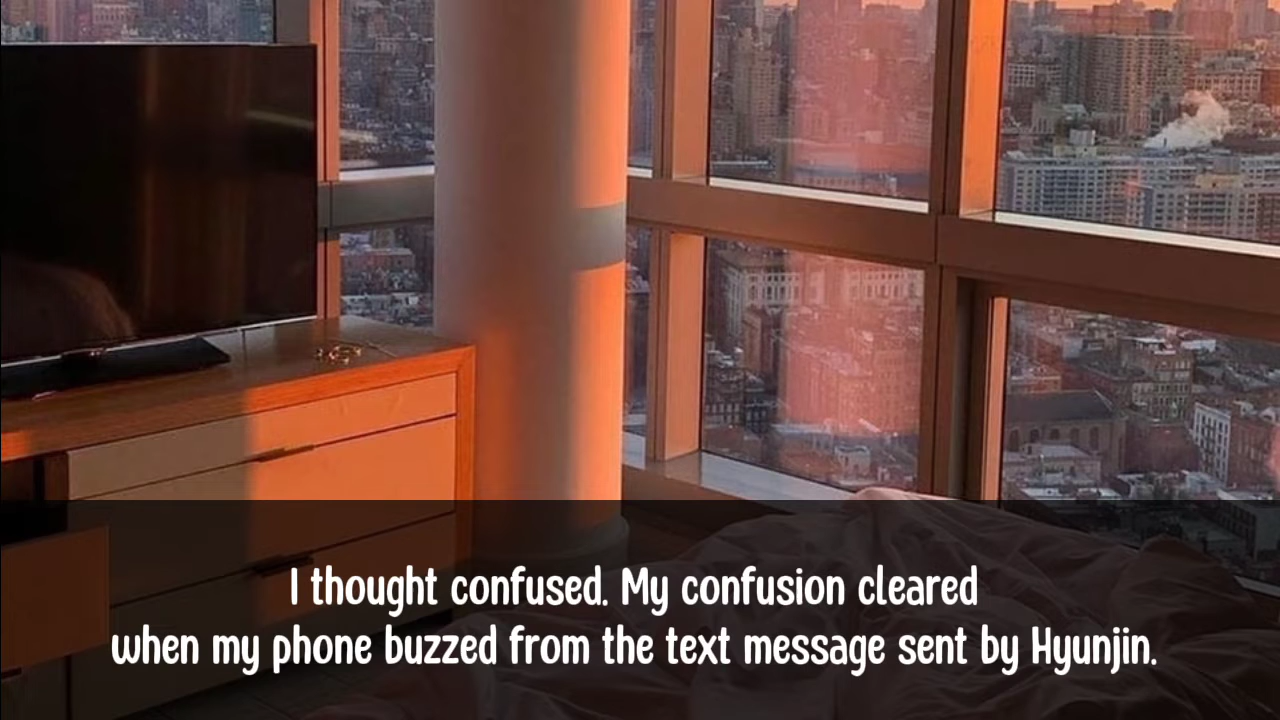 I thought confused. My confusion cleared
when my phone buzzed from the text message sent by Hyunjin.